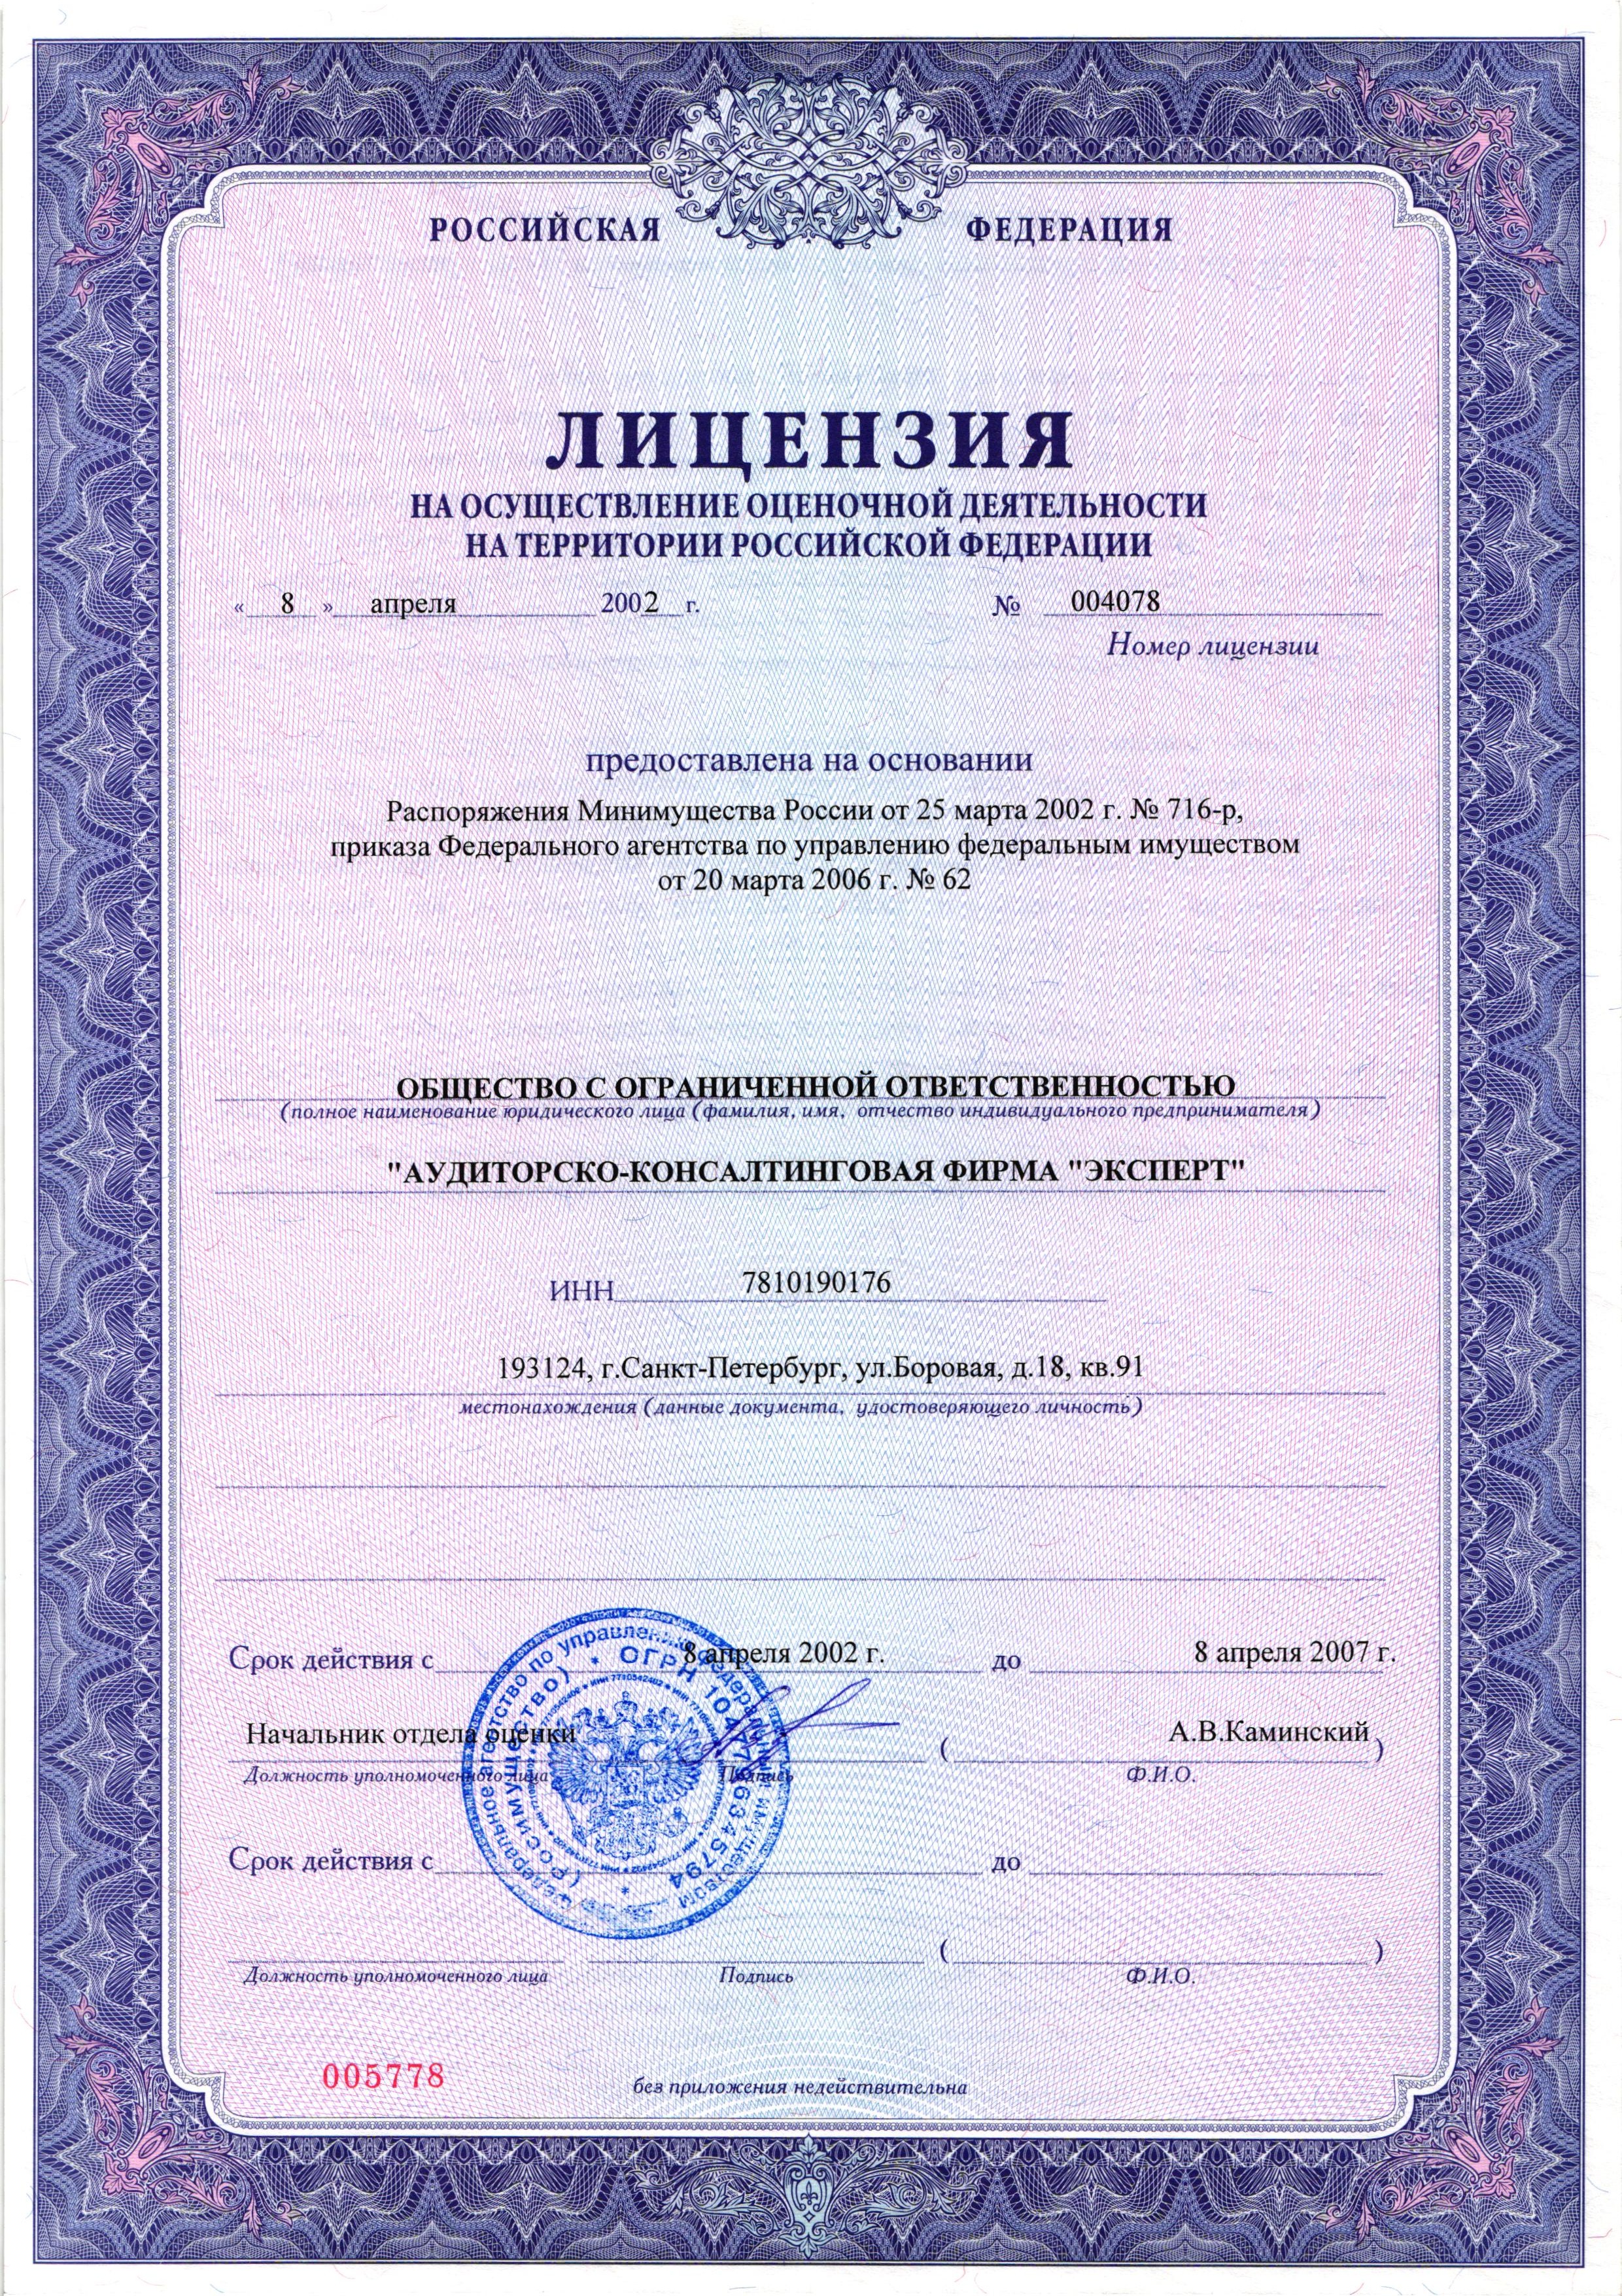 РОССИЙСКАЯ ФЕДЕРАЦИЯ
ЛИЦЕНЗИЯ
НА ОСУЩЕСТВЛЕНИЕ ОЦЕНОЧНОЙ ДЕЯТЕЛЬНОСТИ
НА ТЕРРИТОРИИ РОССИЙСКОЙ ФЕДЕРАЦИИ
« 8 » апреля 2002 г. № 004078
Номер лицензии
предоставлена на основании
Распоряжения Минимущества России от 25 марта 2002 г. № 716-р,
приказа Федерального агентства по управлению федеральным имуществом
от 20 марта 2006 г. № 62
ОБЩЕСТВО С ОГРАНИЧЕННОЙ ОТВЕТСТВЕННОСТЬЮ
(полное наименование юридического лица (фамилия, имя, отчество индивидуального предпринимателя)
"АУДИТОРСКО-КОНСАЛТИНГОВАЯ ФИРМА "ЭКСПЕРТ"
ИНН 7810190176
193124, г.Санкт-Петербург, ул.Боровая, д.18, кв.91
местонахождения (данные документа, удостоверяющего личность)
Срок действия с 8 апреля 2002 г. до 8 апреля 2007 г.
Начальник отдела оценки ( А.В.Каминский )
Должность уполномоченного лица Подпись Ф.И.О.
Федеральное агентство по управлению федеральным имуществом
(Росимущество) * ОГРН 1047796345794 *
Срок действия с до
( )
Должность уполномоченного лица Подпись Ф.И.О.
005778
без приложения недействительна